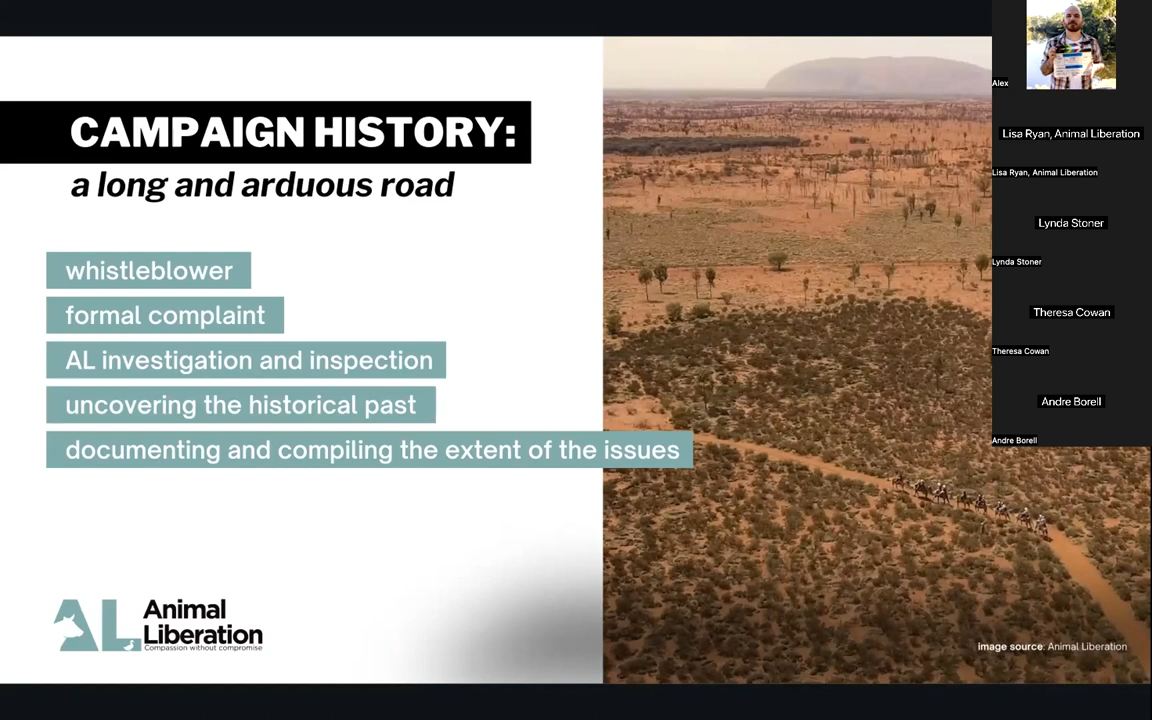 CAMPAIGN HISTORY:
a long and arduous road
whistleblower
formal complaint
AL investigation and inspection
uncovering the historical past
documenting and compiling the extent of the issues
AL Animal
Liberation
Compassion without compromise
image source: Animal Liberation
Alex
Lisa Ryan, Animal Liberation
Lisa Ryan, Animal Liberation
Lynda Stoner
Lynda Stoner
Theresa Cowan
Theresa Cowan
Andre Borell
Andre Borell